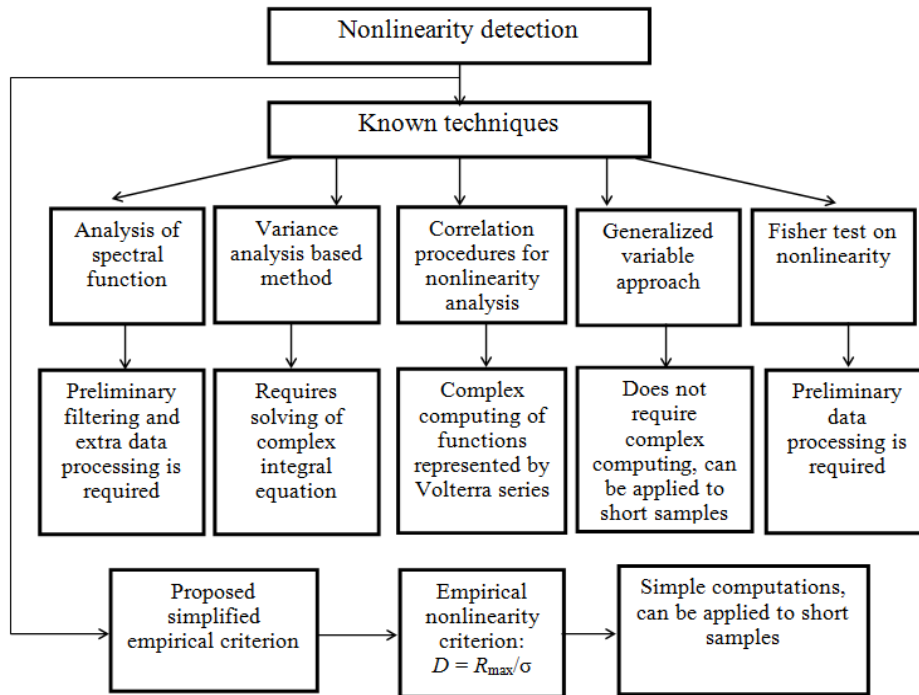 Nonlinearity detection
Known techniques
Analysis of
spectral
function
Variance
analysis based
method
Correlation
procedures for
nonlinearity
analysis
Generalized
variable
approach
Fisher test on
nonlinearity
Preliminary
filtering and
extra data
processing is
required
Requires
solving of
complex
integral
equation
Complex
computing of
functions
represented by
Volterra series
Does not
require
complex
computing, can
be applied to
short samples
Preliminary
data
processing is
required
Proposed
simplified
empirical criterion
Empirical
nonlinearity
criterion:
D = Rmax/σ
Simple computations,
can be applied to short
samples